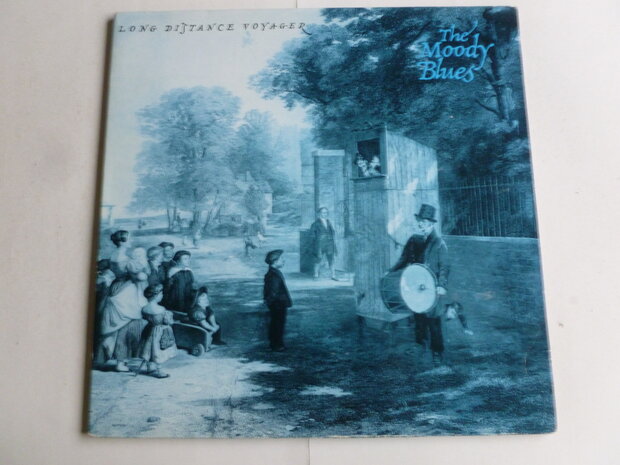 LONG DISTANCE VOYAGER
The
Moody
Blues